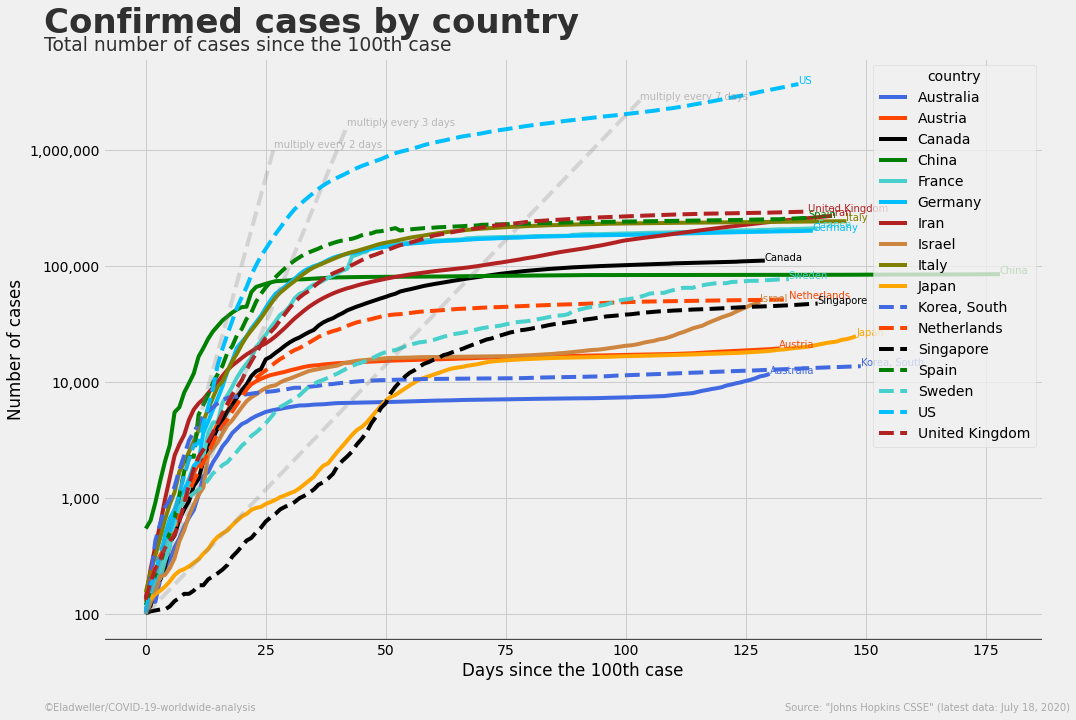 Confirmed cases by country
Total number of cases since the 100th case
Number of cases
1,000,000
100,000
10,000
1,000
100
0
25
50
75
100
125
150
175
Days since the 100th case
multiply every 2 days
multiply every 3 days
multiply every 7 days
US
United Kingdom
Spain
Iran
Italy
France
Germany
Canada
China
Sweden
Israel
Netherlands
Singapore
Japan
Austria
Korea, South
Australia
country
Australia
Austria
Canada
China
France
Germany
Iran
Israel
Italy
Japan
Korea, South
Netherlands
Singapore
Spain
Sweden
US
United Kingdom
©Eladweller/COVID-19-worldwide-analysis
Source: "Johns Hopkins CSSE" (latest data: July 18, 2020)